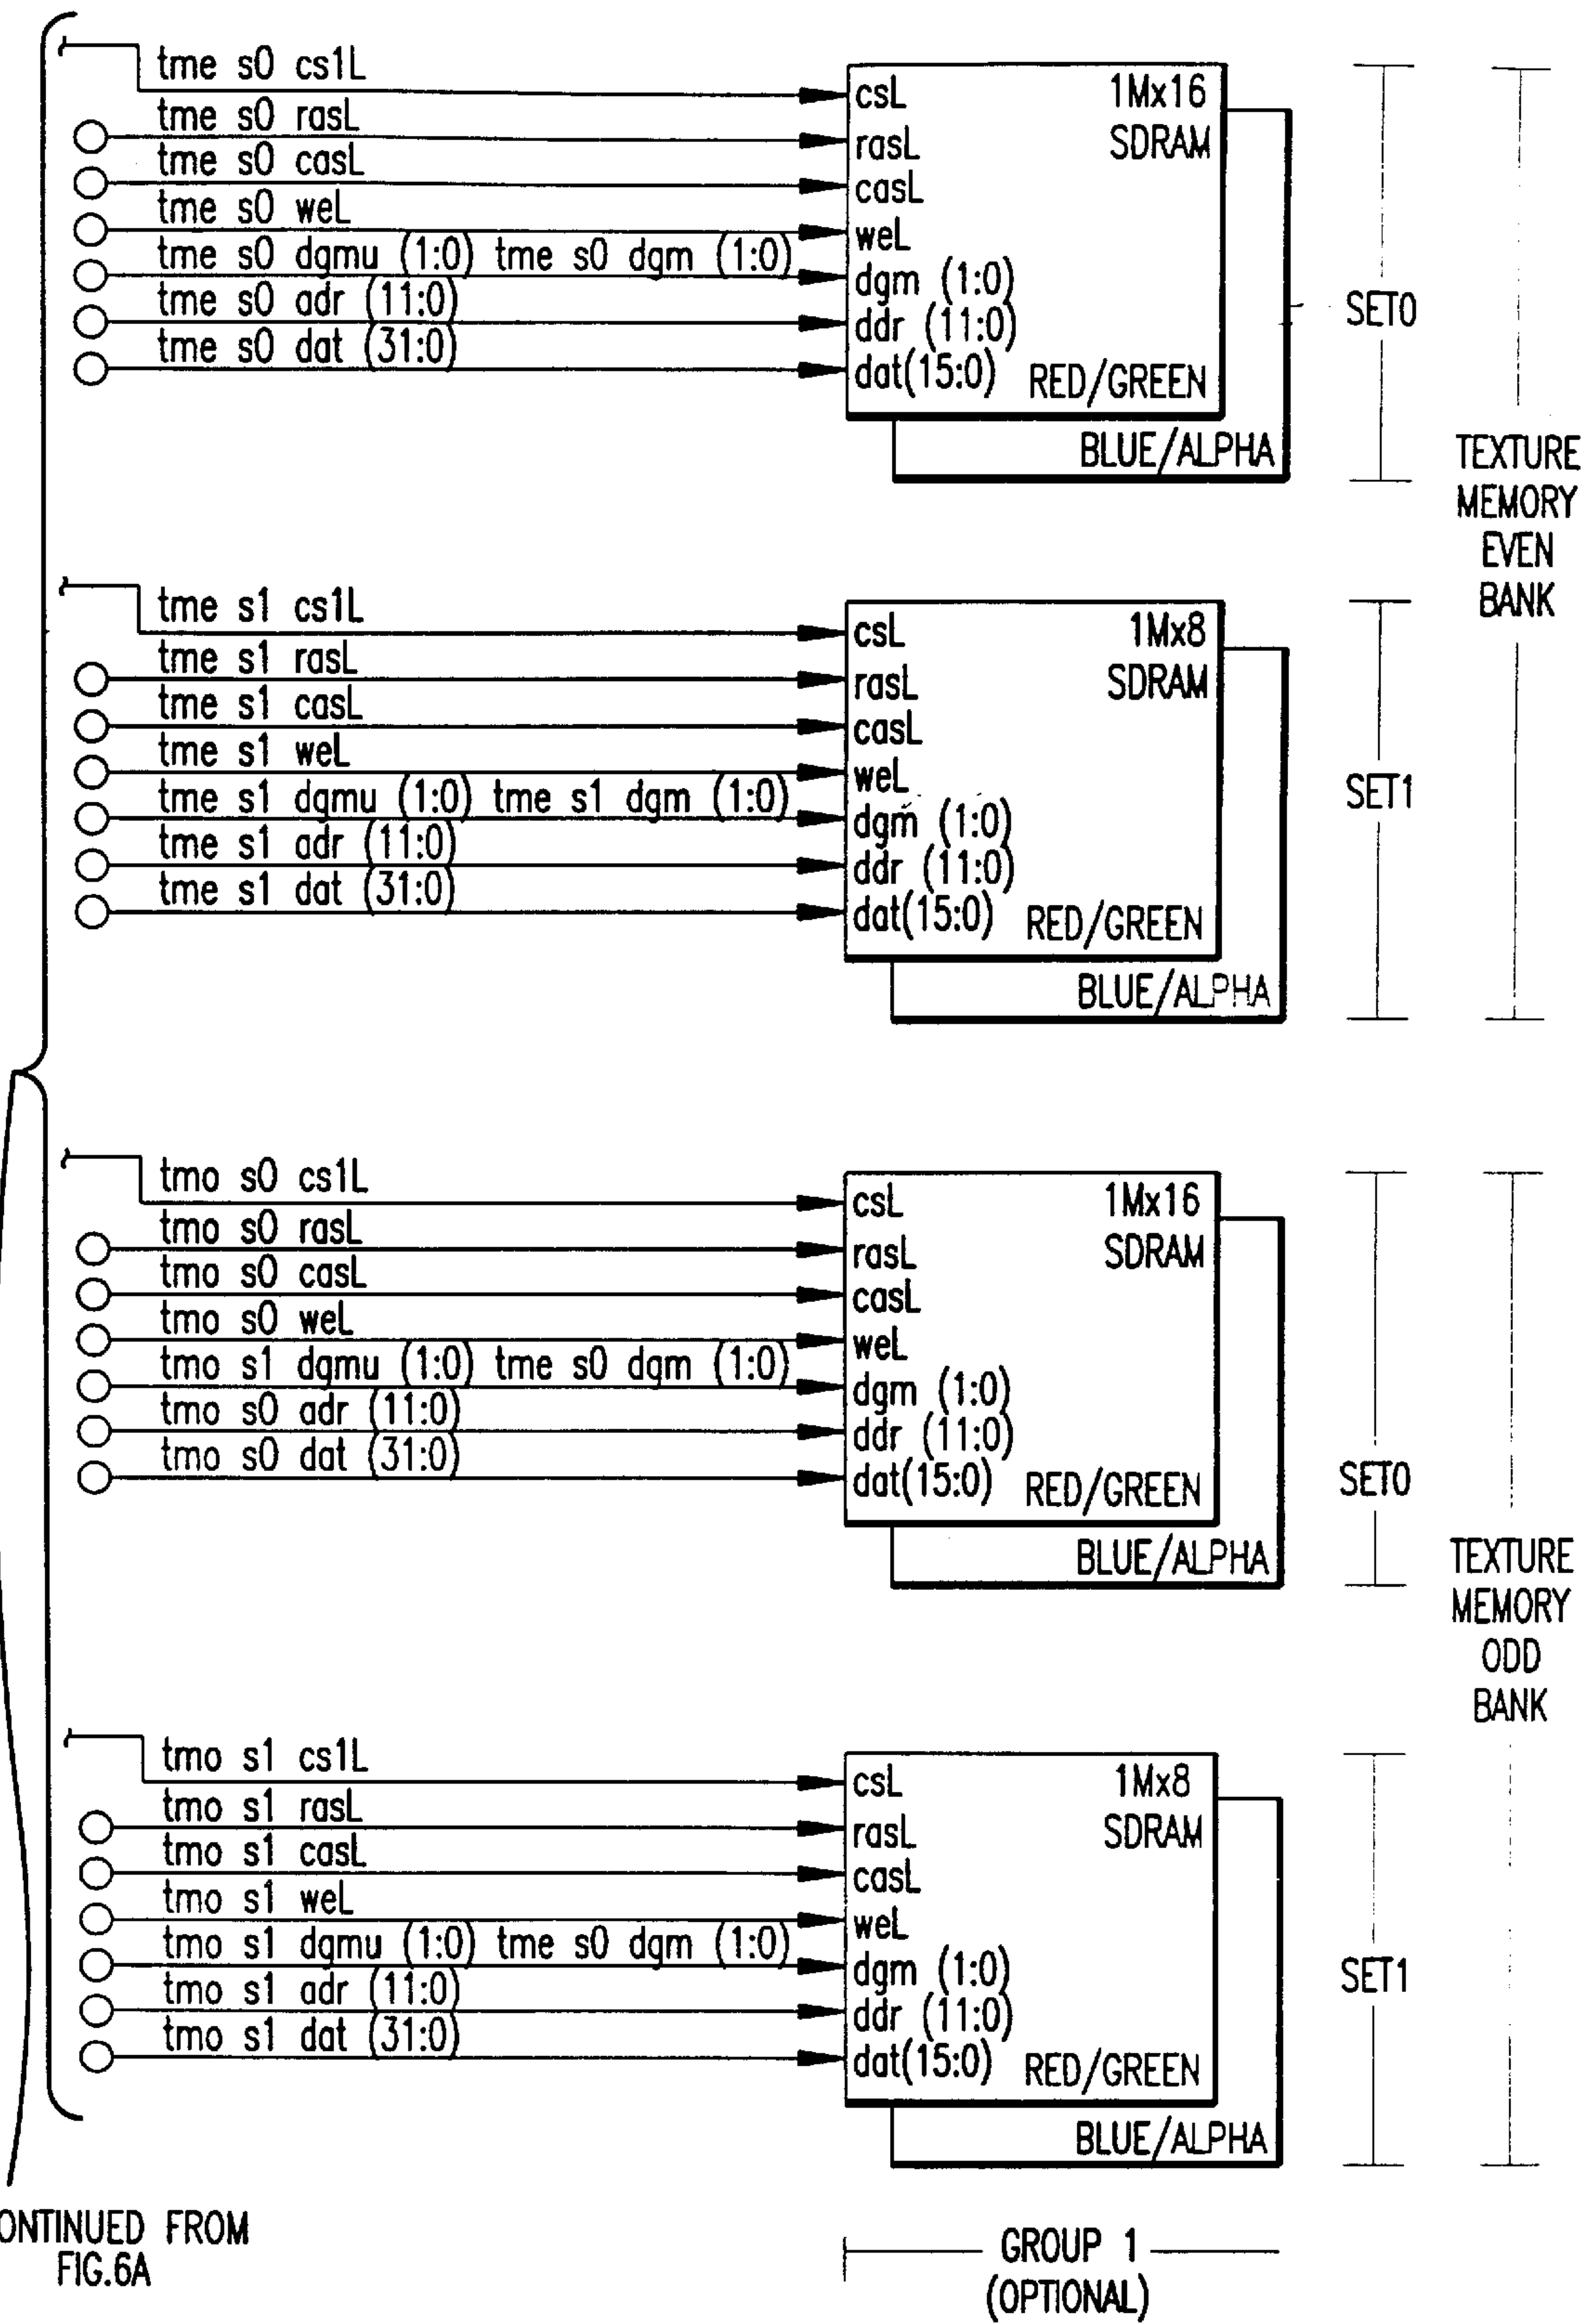 tme s0 cs1L
tme s0 rasL
tme s0 casL
tme s0 weL
tme s0 dqmu (1:0) tme s0 dqm (1:0)
tme s0 adr (11:0)
tme s0 dat (31:0)
csL 1Mx16
rasL SDRAM
casL
weL
dqm (1:0)
ddr (11:0)
dat(15:0) RED/GREEN
BLUE/ALPHA
SET0
tme s1 cs1L
tme s1 rasL
tme s1 casL
tme s1 weL
tme s1 dqmu (1:0) tme s1 dqm (1:0)
tme s1 adr (11:0)
tme s1 dat (31:0)
csL 1Mx8
rasL SDRAM
casL
weL
dqm (1:0)
ddr (11:0)
dat(15:0) RED/GREEN
BLUE/ALPHA
SET1
TEXTURE
MEMORY
EVEN
BANK
tmo s0 cs1L
tmo s0 rasL
tmo s0 casL
tmo s0 weL
tmo s1 dqmu (1:0) tme s0 dqm (1:0)
tmo s0 adr (11:0)
tmo s0 dat (31:0)
csL 1Mx16
rasL SDRAM
casL
weL
dqm (1:0)
ddr (11:0)
dat(15:0) RED/GREEN
BLUE/ALPHA
SET0
tmo s1 cs1L
tmo s1 rasL
tmo s1 casL
tmo s1 weL
tmo s1 dqmu (1:0) tme s0 dqm (1:0)
tmo s1 adr (11:0)
tmo s1 dat (31:0)
csL 1Mx8
rasL SDRAM
casL
weL
dqm (1:0)
ddr (11:0)
dat(15:0) RED/GREEN
BLUE/ALPHA
SET1
TEXTURE
MEMORY
ODD
BANK
ONTINUED FROM
FIG.6A
GROUP 1
(OPTIONAL)